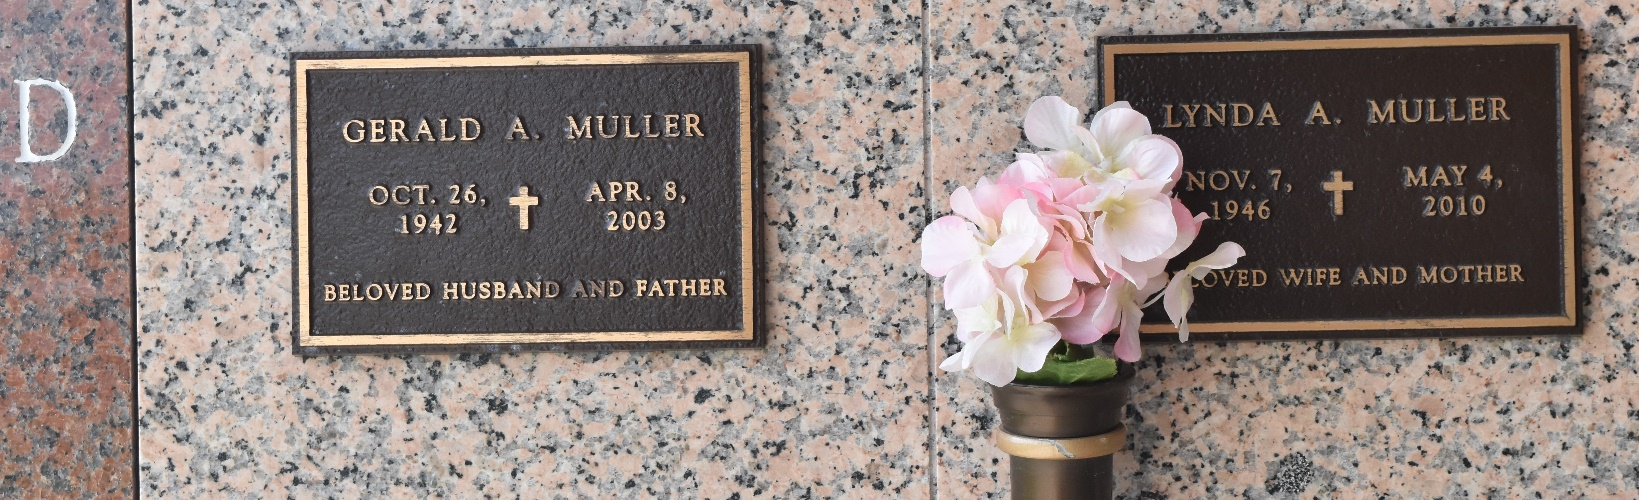 D
GERALD A. MULLER
OCT. 26,
1942
APR. 8,
2003
BELOVED HUSBAND AND FATHER
LYNDA A. MULLER
NOV. 7,
1946
MAY 4,
2010
WIFE AND MOTHER